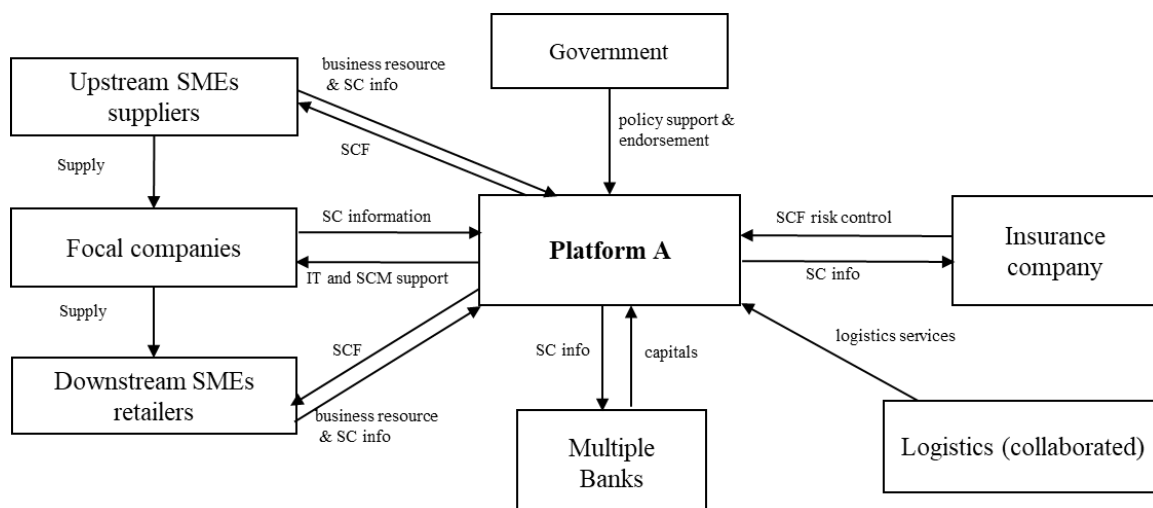 Government
business resource
& SC info
Upstream SMEs
suppliers
policy support &
endorsement
SCF
Supply
SC information
SCF risk control
Focal companies
Platform A
Insurance
company
IT and SCM support
SC info
Supply
logistics services
SCF
SC info
capitals
Downstream SMEs
retailers
business resource
& SC info
Multiple
Banks
Logistics (collaborated)